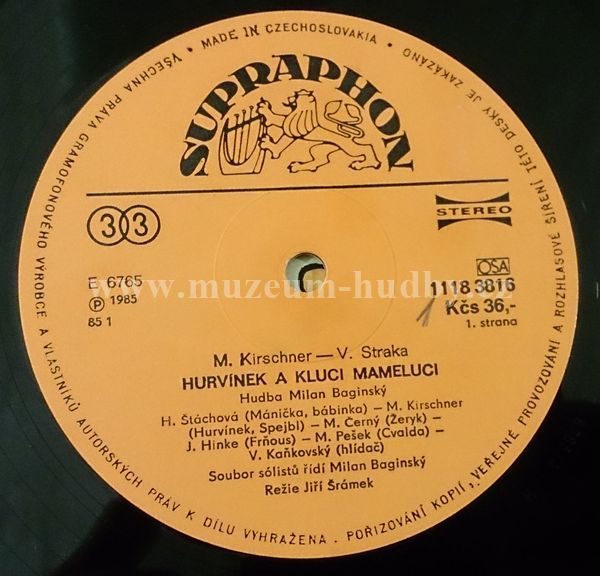 VŠECHNA PRÁVA GRAMOFONOVÉHO VÝROBCE A VLASTNÍKŮ AUTORSKÝCH PRÁV K DÍLU VYHRAŽENA. POŘIZOVÁNÍ KOPIÍ, VEŘEJNÉ PROVOZOVÁNÍ A ROZHLASOVÉ ŠÍŘENÍ TÉTO DESKY JE ZAKÁZÁNO • MADE IN CZECHOSLOVAKIA •
SUPRAPHON
33
STEREO
E 6765
℗ 1985
85 1
OSA
1118 3816
Kčs 36,-
1. strana
www.muzeum-hudby.cz
M. Kirschner — V. Straka
HURVÍNEK A KLUCI MAMELUCI
Hudba Milan Baginský
H. Štáchová (Mánička, bábinka) – M. Kirschner
(Hurvínek, Spejbl) – M. Černý (Žeryk) –
J. Hinke (Frňous) – M. Pešek (Cvalda) –
V. Kaňkovský (hlídač)
Soubor sólistů řídí Milan Baginský
Režie Jiří Šrámek